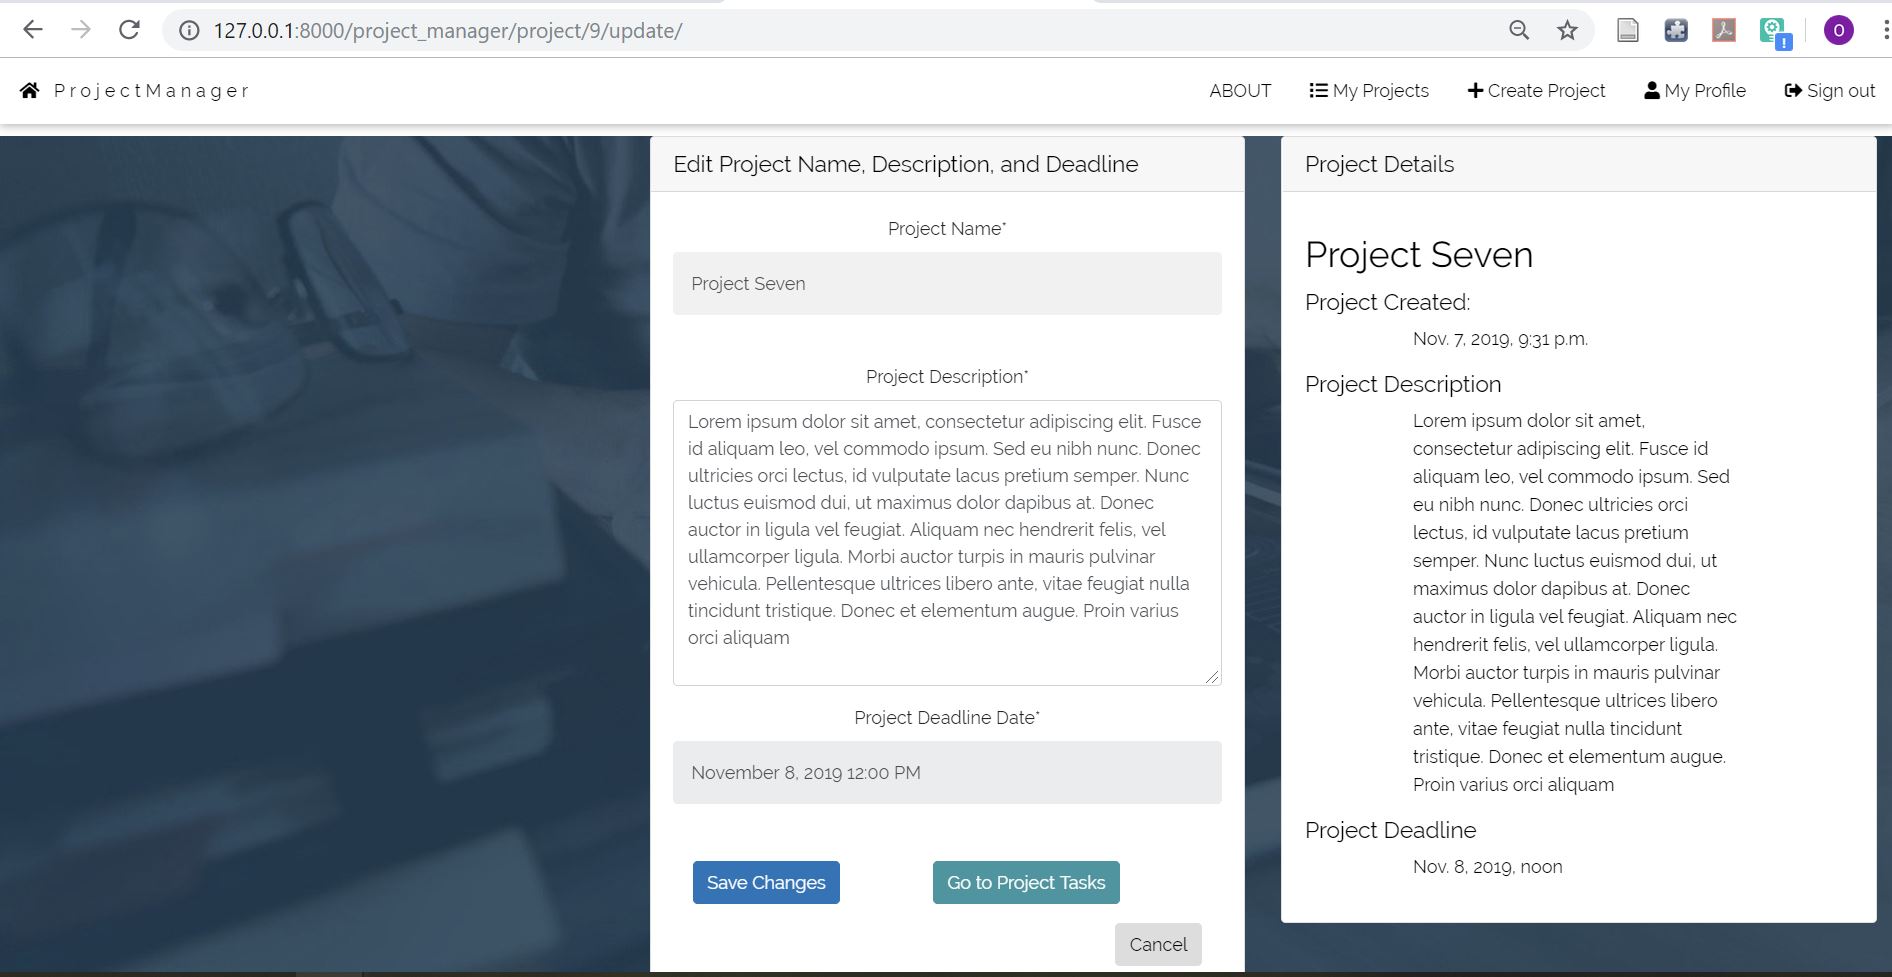 127.0.0.1:8000/project_manager/project/9/update/
O
ProjectManager
ABOUT
My Projects
Create Project
My Profile
Sign out
Edit Project Name, Description, and Deadline
Project Name*
Project Seven
Project Description*
Lorem ipsum dolor sit amet, consectetur adipiscing elit. Fusce
id aliquam leo, vel commodo ipsum. Sed eu nibh nunc. Donec
ultricies orci lectus, id vulputate lacus pretium semper. Nunc
luctus euismod dui, ut maximus dolor dapibus at. Donec
auctor in ligula vel feugiat. Aliquam nec hendrerit felis, vel
ullamcorper ligula. Morbi auctor turpis in mauris pulvinar
vehicula. Pellentesque ultrices libero ante, vitae feugiat nulla
tincidunt tristique. Donec et elementum augue. Proin varius
orci aliquam
Project Deadline Date*
November 8, 2019 12:00 PM
Save Changes
Go to Project Tasks
Cancel
Project Details
Project Seven
Project Created:
Nov. 7, 2019, 9:31 p.m.
Project Description
Lorem ipsum dolor sit amet,
consectetur adipiscing elit. Fusce id
aliquam leo, vel commodo ipsum. Sed
eu nibh nunc. Donec ultricies orci
lectus, id vulputate lacus pretium
semper. Nunc luctus euismod dui, ut
maximus dolor dapibus at. Donec
auctor in ligula vel feugiat. Aliquam nec
hendrerit felis, vel ullamcorper ligula.
Morbi auctor turpis in mauris pulvinar
vehicula. Pellentesque ultrices libero
ante, vitae feugiat nulla tincidunt
tristique. Donec et elementum augue.
Proin varius orci aliquam
Project Deadline
Nov. 8, 2019, noon